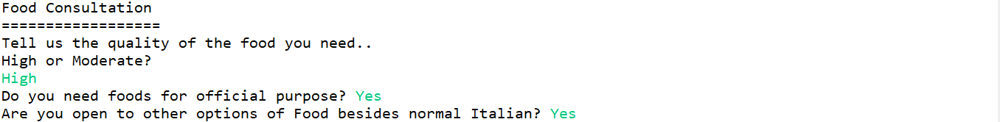 Food Consultation
==================
Tell us the quality of the food you need..
High or Moderate?
High
Do you need foods for official purpose? Yes
Are you open to other options of Food besides normal Italian? Yes